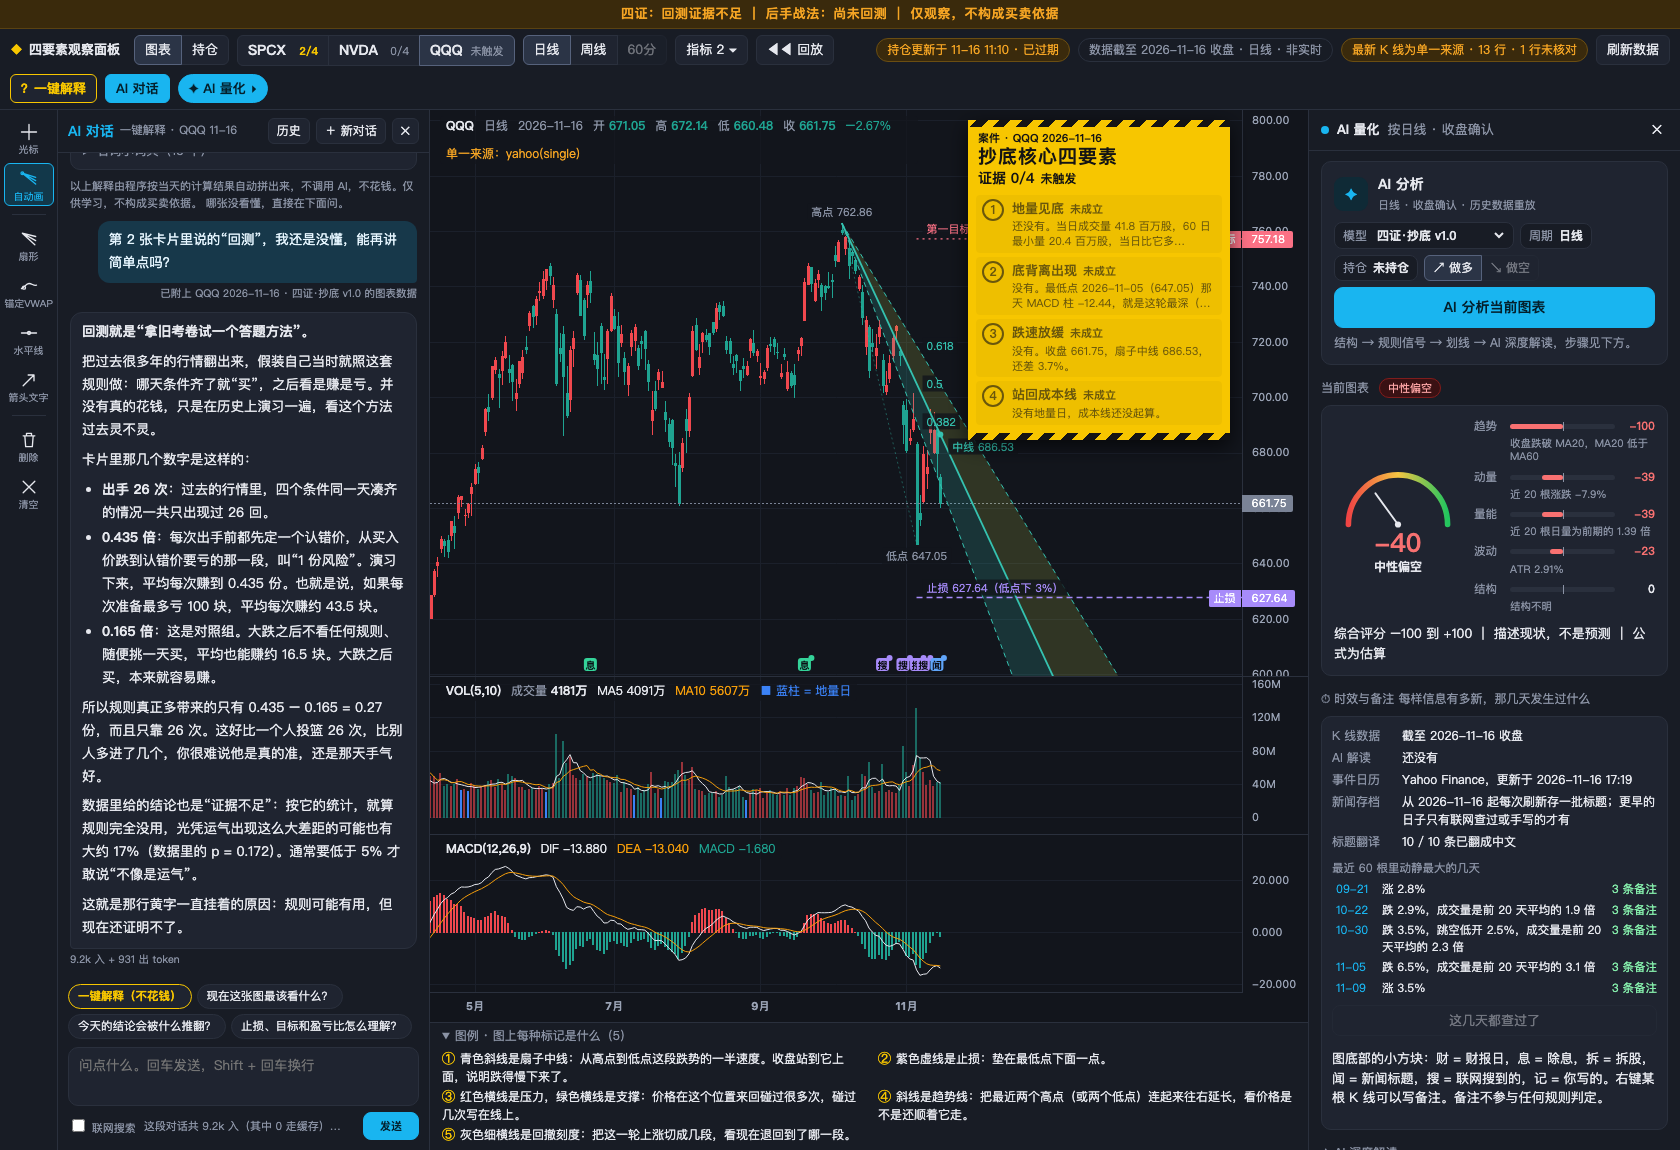 四证：回测证据不足 ｜ 后手战法：尚未回测 ｜ 仅观察，不构成买卖依据
◆ 四要素观察面板 图表 持仓 SPCX 2/4 NVDA 0/4 QQQ 未触发 日线 周线 60分 指标 2 回放 持仓更新于 11-16 11:10 · 已过期 数据截至 2026-11-16 收盘 · 日线 · 非实时 最新 K 线为单一来源 · 13 行 · 1 行未核对 刷新数据
? 一键解释 AI 对话 ✦ AI 量化 ▸
光标
自动画
扇形
锚定VWAP
水平线
箭头文字
删除
清空
AI 对话 一键解释 · QQQ 11-16 历史 + 新对话 ×
以上解释由程序按当天的计算结果自动拼出来，不调用 AI，不花钱。仅
供学习，不构成买卖依据。 哪张没看懂，直接在下面问。
第 2 张卡片里说的“回测”，我还是没懂，能再讲
简单点吗？
已附上 QQQ 2026-11-16 · 四证·抄底 v1.0 的图表数据
回测就是“拿旧考卷试一个答题方法”。
把过去很多年的行情翻出来，假装自己当时就照这套
规则做：哪天条件齐了就“买”，之后看是赚是亏。并
没有真的花钱，只是在历史上演习一遍，看这个方法
过去灵不灵。
卡片里那几个数字是这样的：
• 出手 26 次：过去的行情里，四个条件同一天凑齐
的情况一共只出现过 26 回。
• 0.435 倍：每次出手前都先定一个认错价，从买入
价跌到认错价要亏的那一段，叫“1 份风险”。演习
下来，平均每次赚到 0.435 份。也就是说，如果每
次准备最多亏 100 块，平均每次赚约 43.5 块。
• 0.165 倍：这是对照组。大跌之后不看任何规则、
随便挑一天买，平均也能赚约 16.5 块。大跌之后
买，本来就容易赚。
所以规则真正多带来的只有 0.435 − 0.165 = 0.27
份，而且只靠 26 次。这好比一个人投篮 26 次，比别
人多进了几个，你很难说他是真的准，还是那天手气
好。
数据里给的结论也是“证据不足”：按它的统计，就算
规则完全没用，光凭运气出现这么大差距的可能也有
大约 17%（数据里的 p = 0.172）。通常要低于 5% 才
敢说“不像是运气”。
这就是那行黄字一直挂着的原因：规则可能有用，但
现在还证明不了。
9.2k 入 + 931 出 token
一键解释（不花钱） 现在这张图最该看什么？
今天的结论会被什么推翻？ 止损、目标和盈亏比怎么理解？
问点什么。回车发送，Shift + 回车换行
联网搜索 这段对话共 9.2k 入（其中 0 走缓存）… 发送
QQQ 日线 2026-11-16 开 671.05 高 672.14 低 660.48 收 661.75 −2.67%
单一来源：yahoo(single)
高点 762.86
第一目标
0.618
0.5
0.382
中线 686.53
低点 647.05
止损 627.64（低点下 3%）
息 息 搜 搜 搜 闻
案件 · QQQ 2026-11-16
抄底核心四要素
证据 0/4 未触发
1 地量见底 未成立
还没有。当日成交量 41.8 百万股，60 日
最小量 20.4 百万股，当日比它多…
2 底背离出现 未成立
没有。最低点 2026-11-05（647.05）那
天 MACD 柱 −12.44，就是这轮最深（…
3 跌速放缓 未成立
没有。收盘 661.75，扇子中线 686.53，
还差 3.7%。
4 站回成本线 未成立
没有地量日，成本线还没起算。
800.00
780.00
760.00
757.18
740.00
720.00
700.00
680.00
661.75
640.00
止损 627.64
620.00
600.00
VOL(5,10) 成交量 4181万 MA5 4091万 MA10 5607万 ■ 蓝柱 = 地量日
160M
120M
80M
40M
0
MACD(12,26,9) DIF −13.880 DEA −13.040 MACD −1.680
20.000
0.000
−20.000
5月 7月 9月 11月
▼ 图例 · 图上每种标记是什么（5）
① 青色斜线是扇子中线：从高点到低点这段跌势的一半速度。收盘站到它上
面，说明跌得慢下来了。
② 紫色虚线是止损：垫在最低点下面一点。
③ 红色横线是压力，绿色横线是支撑：价格在这个位置来回碰过很多次，碰过
几次写在线上。
④ 斜线是趋势线：把最近两个高点（或两个低点）连起来往右延长，看价格是
不是还顺着它走。
⑤ 灰色细横线是回撤刻度：把这一轮上涨切成几段，看现在退回到了哪一段。
AI 量化 按日线 · 收盘确认 ×
AI 分析
日线 · 收盘确认 · 历史数据重放
模型 四证·抄底 v1.0 周期 日线
持仓 未持仓 ↗ 做多 ↘ 做空
AI 分析当前图表
结构 → 规则信号 → 划线 → AI 深度解读，步骤见下方。
当前图表 中性偏空
−40
中性偏空
趋势 −100
收盘跌破 MA20，MA20 低于
MA60
动量 −39
近 20 根涨跌 −7.9%
量能 −39
近 20 根日量为前期的 1.39 倍
波动 −23
ATR 2.91%
结构 0
结构不明
综合评分 −100 到 +100 ｜ 描述现状，不是预测 ｜ 公
式为估算
时效与备注 每样信息有多新，那几天发生过什么
K 线数据 截至 2026-11-16 收盘
AI 解读 还没有
事件日历 Yahoo Finance，更新于 2026-11-16 17:19
新闻存档 从 2026-11-16 起每次刷新存一批标题；更早的
日子只有联网查过或手写的才有
标题翻译 10 / 10 条已翻成中文
最近 60 根里动静最大的几天
09-21 涨 2.8% 3 条备注
10-22 跌 2.9%，成交量是前 20 天平均的 1.9 倍 3 条备注
10-30 跌 3.5%，跳空低开 2.5%，成交量是前 20
天平均的 2.3 倍 3 条备注
11-05 跌 6.5%，成交量是前 20 天平均的 3.1 倍 3 条备注
11-09 涨 3.5% 3 条备注
这几天都查过了
图底部的小方块：财 = 财报日，息 = 除息，拆 = 拆股，
闻 = 新闻标题，搜 = 联网搜到的，记 = 你写的。右键某
根 K 线可以写备注。备注不参与任何规则判定。